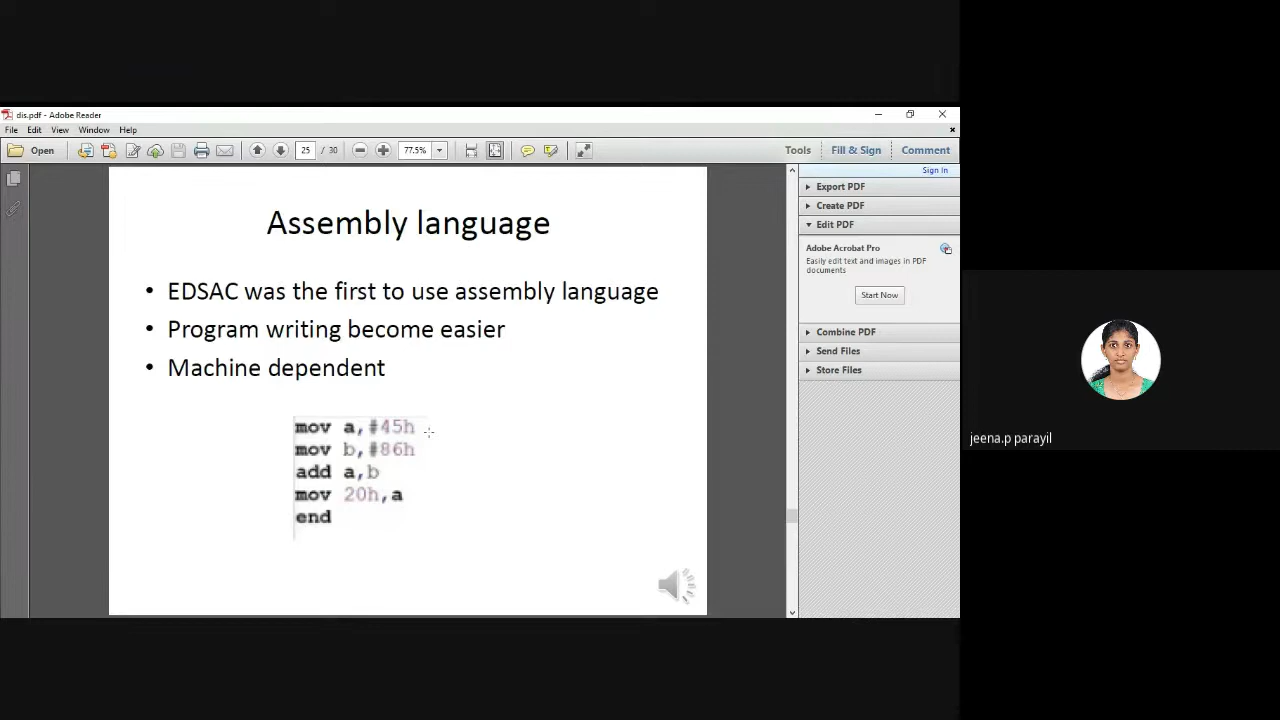 dis.pdf - Adobe Reader
File Edit View Window Help
Open 25 / 30 77.5% Tools Fill & Sign Comment
Sign In
Export PDF
Create PDF
Edit PDF
Adobe Acrobat Pro
Easily edit text and images in PDF
documents
Start Now
Combine PDF
Send Files
Store Files
Assembly language
• EDSAC was the first to use assembly language
• Program writing become easier
• Machine dependent
mov a,#45h
mov b,#86h
add a,b
mov 20h,a
end
jeena.p parayil